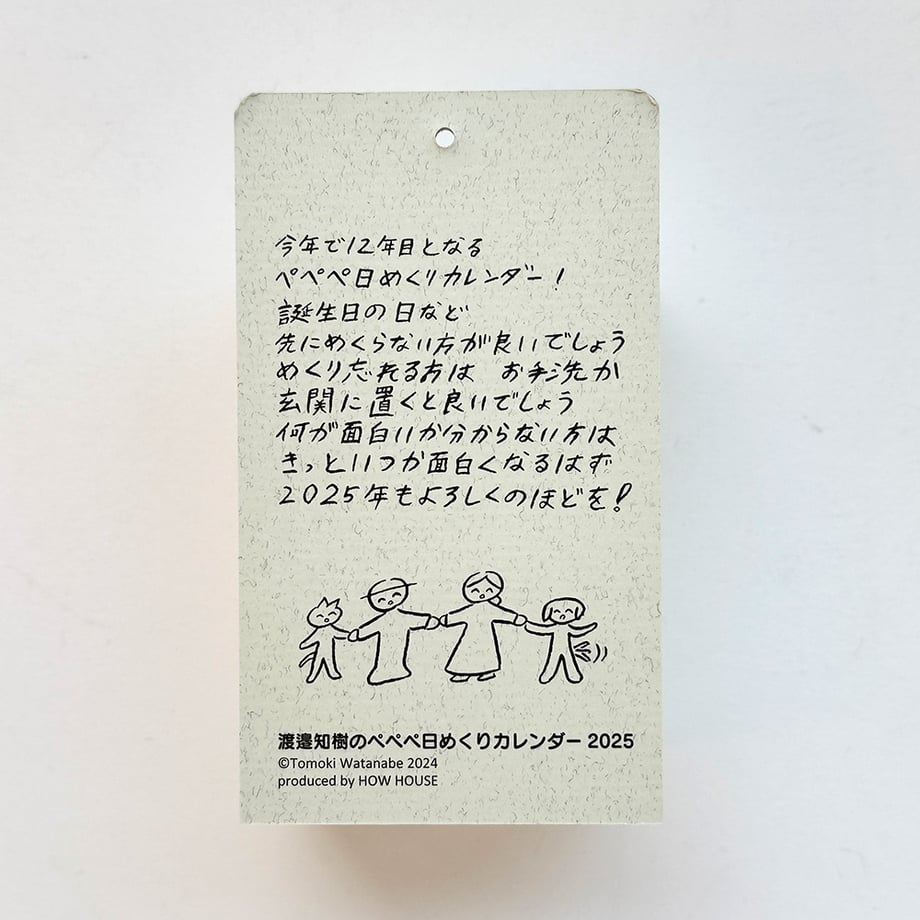 今年で12年目となる
ペペペ日めくりカレンダー!
誕生日の日など
先にめくらない方が良いでしょう
めくり忘れる方は お手洗か
玄関に置くと良いでしょう
何が面白いか分からない方は
きっといつか面白くなるはず
2025年もよろしくのほどを!
渡邉知樹のペペペ日めくりカレンダー 2025
©Tomoki Watanabe 2024
produced by HOW HOUSE